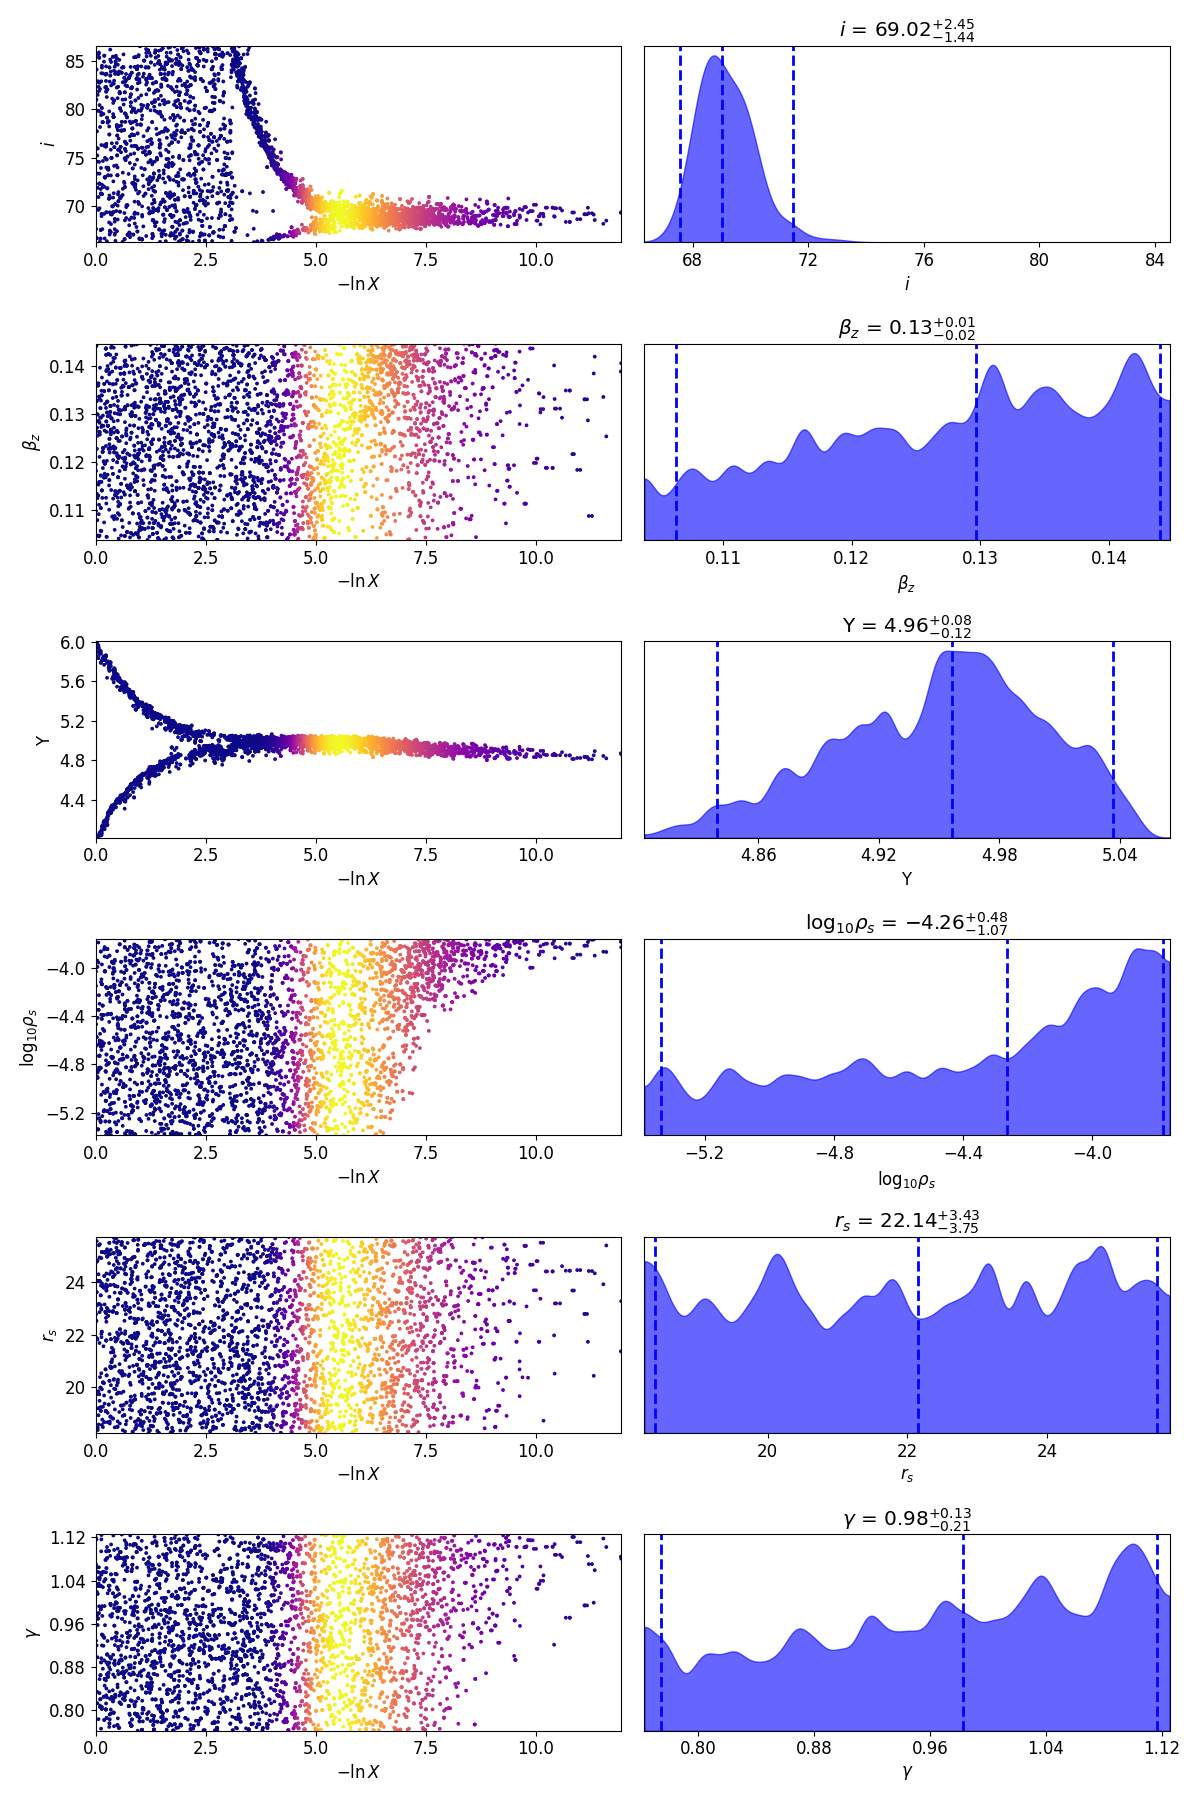 i = 69.02 +2.45 −1.44
85
80
75
70
i
0.0 2.5 5.0 7.5 10.0
−ln X
68 72 76 80 84
i
β_z = 0.13 +0.01 −0.02
0.14
0.13
0.12
0.11
β_z
0.0 2.5 5.0 7.5 10.0
−ln X
0.11 0.12 0.13 0.14
β_z
Y = 4.96 +0.08 −0.12
6.0
5.6
5.2
4.8
4.4
Y
0.0 2.5 5.0 7.5 10.0
−ln X
4.86 4.92 4.98 5.04
Y
log₁₀ρ_s = −4.26 +0.48 −1.07
−4.0
−4.4
−4.8
−5.2
log₁₀ρ_s
0.0 2.5 5.0 7.5 10.0
−ln X
−5.2 −4.8 −4.4 −4.0
log₁₀ρ_s
r_s = 22.14 +3.43 −3.75
24
22
20
r_s
0.0 2.5 5.0 7.5 10.0
−ln X
20 22 24
r_s
γ = 0.98 +0.13 −0.21
1.12
1.04
0.96
0.88
0.80
γ
0.0 2.5 5.0 7.5 10.0
−ln X
0.80 0.88 0.96 1.04 1.12
γ